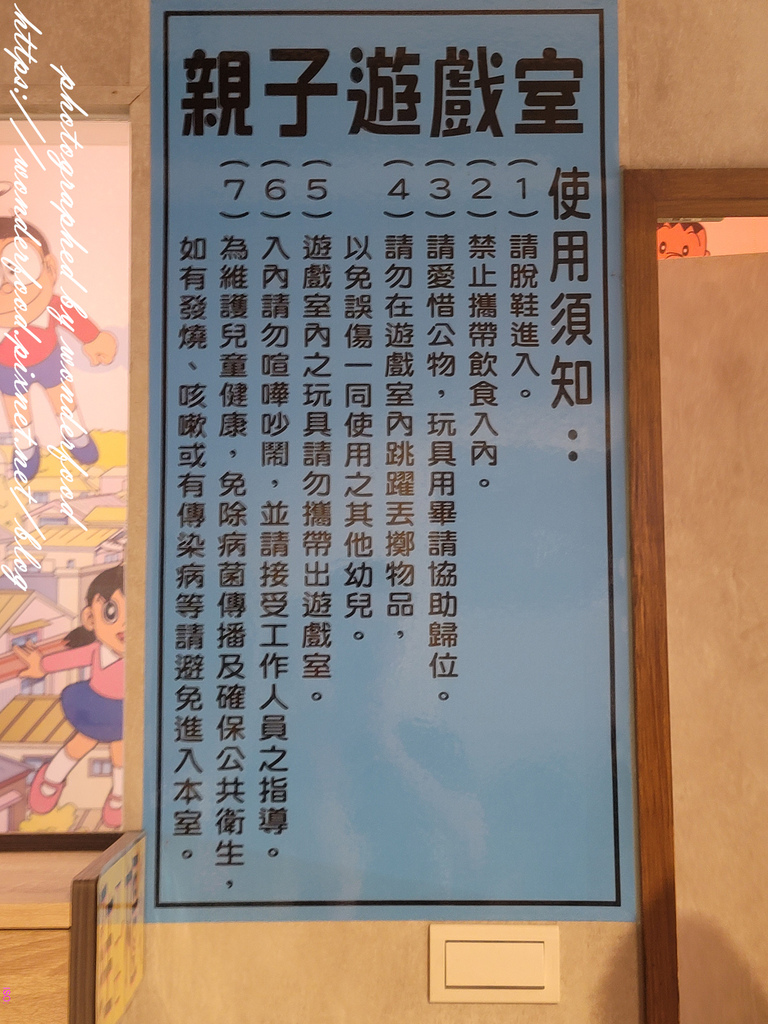 親子遊戲室
使用須知：
（1）請脫鞋進入。
（2）禁止攜帶飲食入內。
（3）請愛惜公物，玩具用畢請協助歸位。
（4）請勿在遊戲室內跳躍丟擲物品，
以免誤傷一同使用之其他幼兒。
（5）遊戲室內之玩具請勿攜帶出遊戲室。
（6）入內請勿喧嘩吵鬧，並請接受工作人員之指導。
（7）為維護兒童健康，免除病菌傳播及確保公共衛生，
如有發燒、咳嗽或有傳染病等請避免進入本室。
photographed by wonderfood
https://wonderfood.pixnet.net/blog